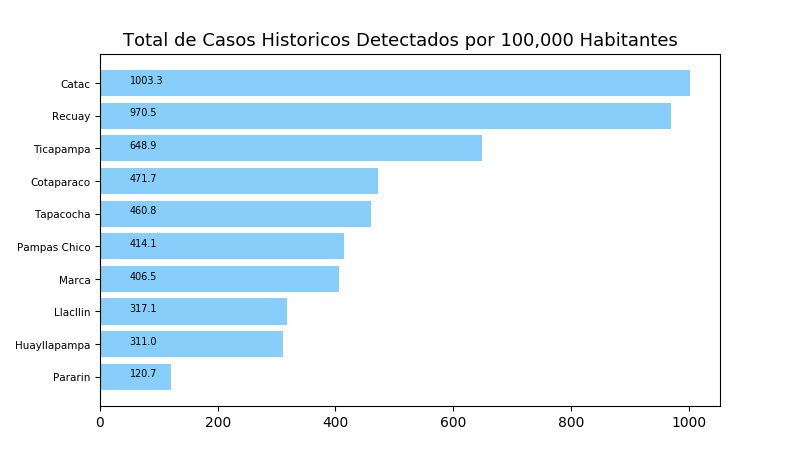 Total de Casos Historicos Detectados por 100,000 Habitantes
Catac 1003.3
Recuay 970.5
Ticapampa 648.9
Cotaparaco 471.7
Tapacocha 460.8
Pampas Chico 414.1
Marca 406.5
Llacllin 317.1
Huayllapampa 311.0
Pararin 120.7
0 200 400 600 800 1000